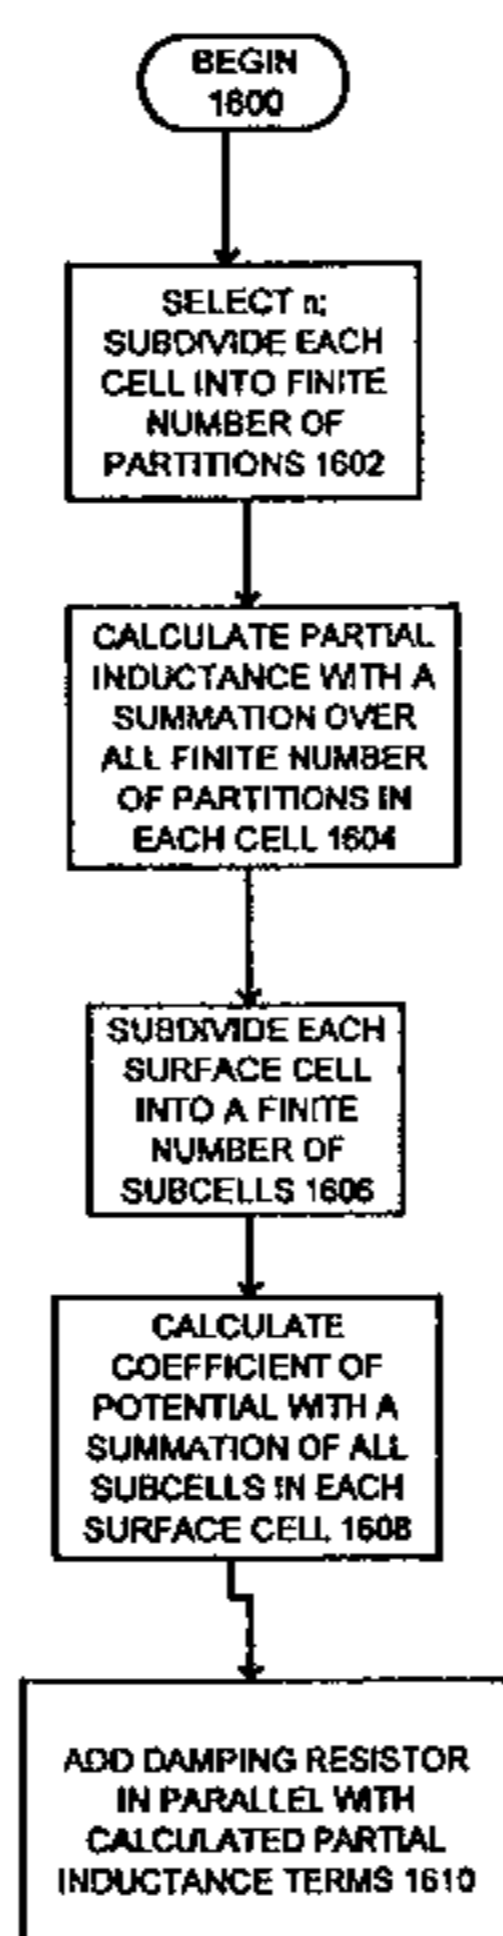 BEGIN
1600
SELECT n;
SUBDIVIDE EACH
CELL INTO FINITE
NUMBER OF
PARTITIONS 1602
CALCULATE PARTIAL
INDUCTANCE WITH A
SUMMATION OVER
ALL FINITE NUMBER
OF PARTITIONS IN
EACH CELL 1604
SUBDIVIDE EACH
SURFACE CELL
INTO A FINITE
NUMBER OF
SUBCELLS 1606
CALCULATE
COEFFICIENT OF
POTENTIAL WITH A
SUMMATION OF ALL
SUBCELLS IN EACH
SURFACE CELL 1608
ADD DAMPING RESISTOR
IN PARALLEL WITH
CALCULATED PARTIAL
INDUCTANCE TERMS 1610